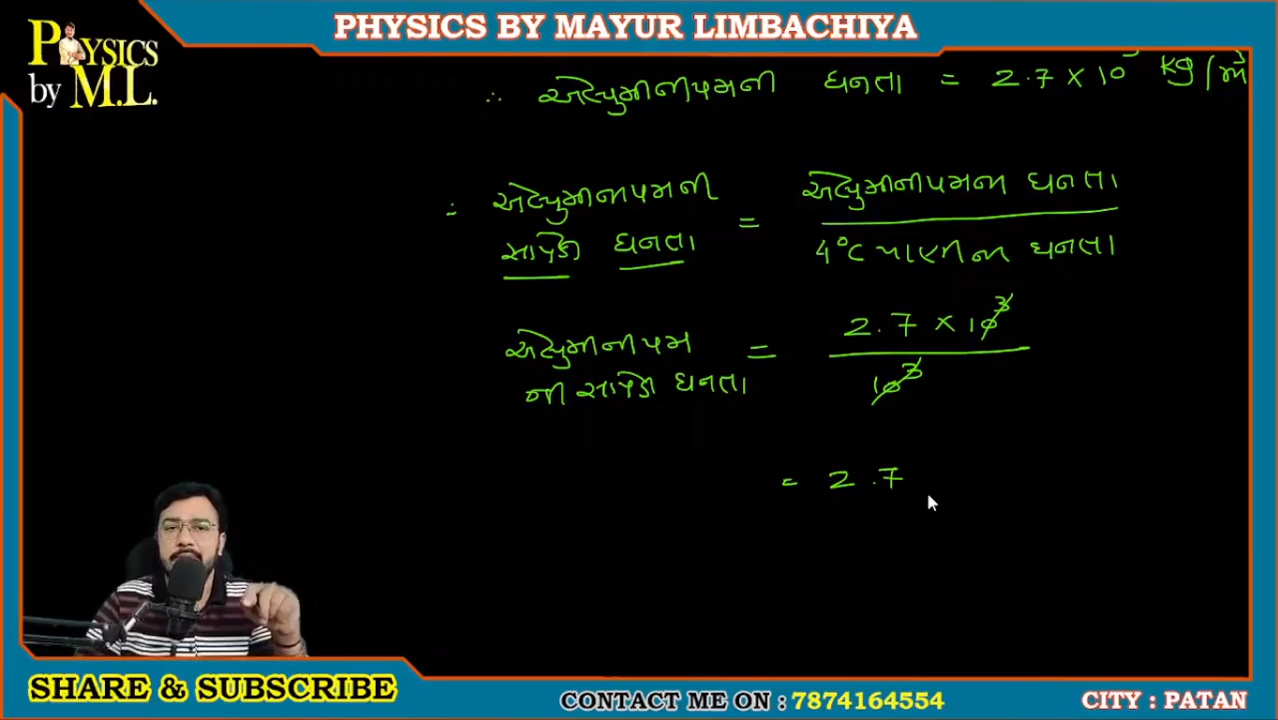 PHYSICS BY MAYUR LIMBACHIYA
PHYSICS
by M.L.
∴ એલ્યુમીનીયમની ઘનતા = 2.7 × 10 kg/મી
∴ એલ્યુમીનીયમની સાપેક્ષ ઘનતા = એલ્યુમીનીયમની ઘનતા / 4°C પાણીની ઘનતા
એલ્યુમીનીયમ ની સાપેક્ષ ઘનતા = 2.7 × 10³ / 10³
= 2.7
SHARE & SUBSCRIBE
CONTACT ME ON : 7874164554
CITY : PATAN